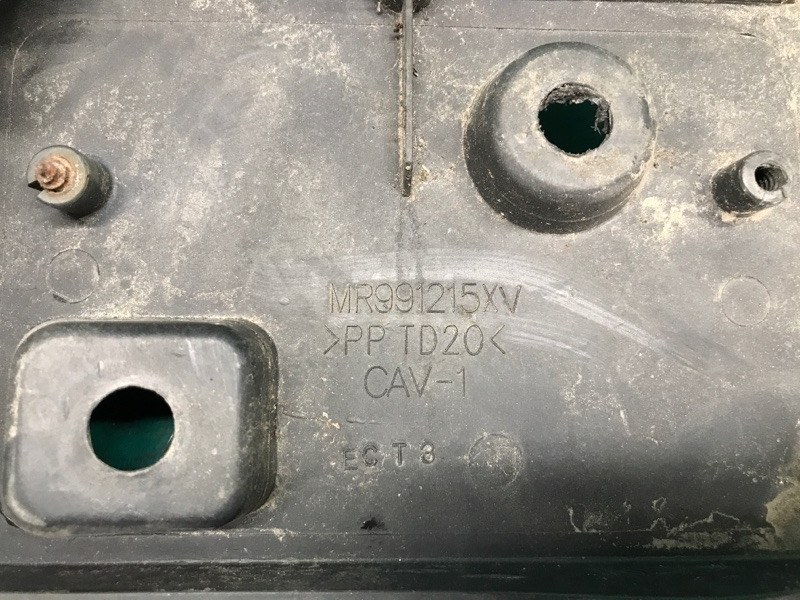 MR991215XV
>PP TD20<
CAV-1
ECT3